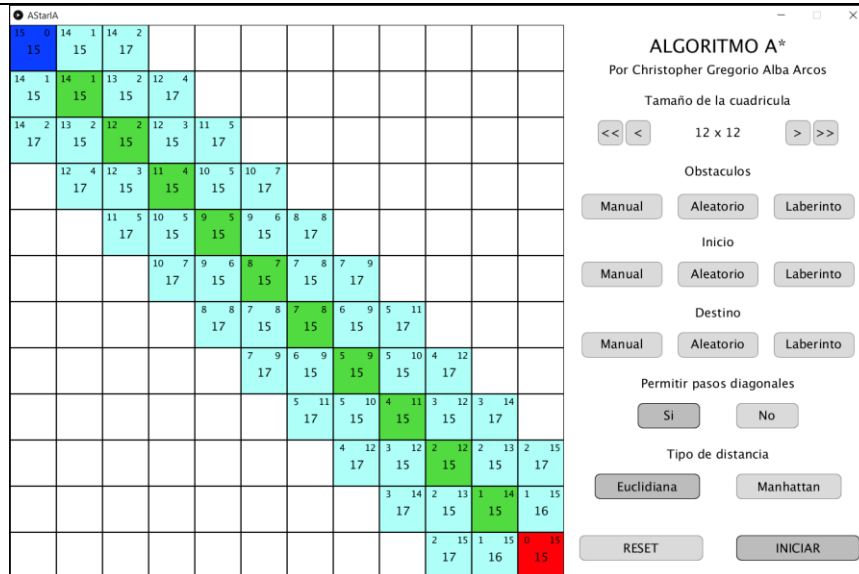 AStarIA
ALGORITMO A*
Por Christopher Gregorio Alba Arcos
Tamaño de la cuadricula
<< < 12 x 12 > >>
Obstaculos
Manual Aleatorio Laberinto
Inicio
Manual Aleatorio Laberinto
Destino
Manual Aleatorio Laberinto
Permitir pasos diagonales
Si No
Tipo de distancia
Euclidiana Manhattan
RESET INICIAR
15 0 14 1 14 2
15 15 17
14 1 14 1 13 2 12 4
15 15 15 17
14 2 13 2 12 2 12 3 11 5
17 15 15 15 17
12 4 12 3 11 4 10 5 10 7
17 15 15 15 17
11 5 10 5 9 5 9 6 8 8
17 15 15 15 17
10 7 9 6 8 7 7 8 7 9
17 15 15 15 17
8 8 7 8 7 8 6 9 5 11
17 15 15 15 17
7 9 6 9 5 9 5 10 4 12
17 15 15 15 17
5 11 5 10 4 11 3 12 3 14
17 15 15 15 17
4 12 3 12 2 12 2 13 2 15
17 15 15 15 17
3 14 2 13 1 14 1 15
17 15 15 16
2 15 1 15 0 15
17 16 15